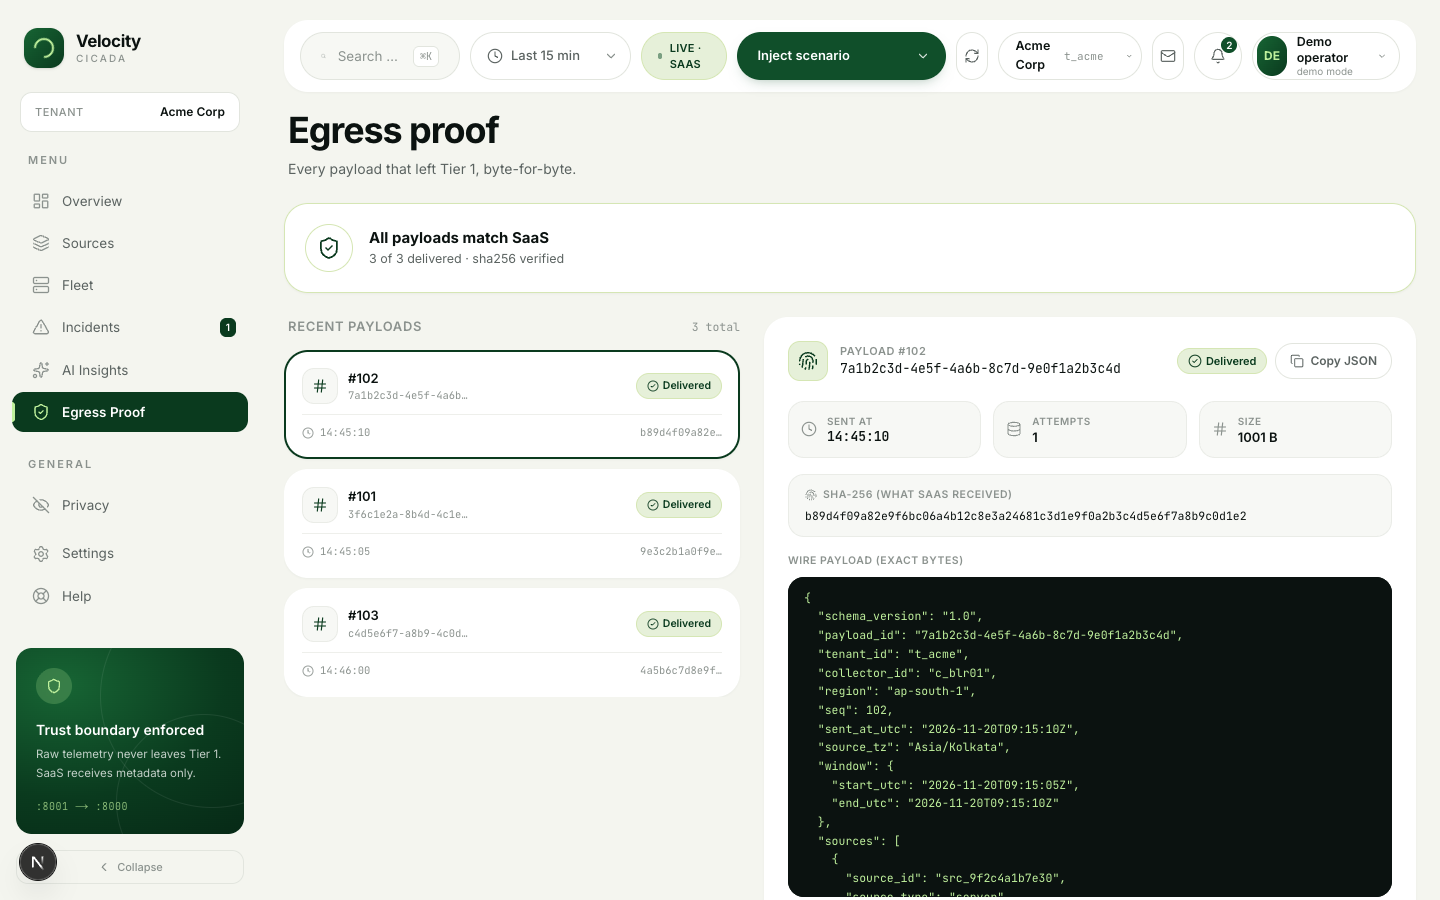 Velocity
CICADA
TENANT
Acme Corp
MENU
Overview
Sources
Fleet
Incidents
1
AI Insights
Egress Proof
GENERAL
Privacy
Settings
Help
Trust boundary enforced
Raw telemetry never leaves Tier 1.
SaaS receives metadata only.
:8001 → :8000
N
Collapse
Search ...
⌘K
Last 15 min
LIVE ·
SAAS
Inject scenario
Acme
Corp
t_acme
2
DE
Demo
operator
demo mode
Egress proof
Every payload that left Tier 1, byte-for-byte.
All payloads match SaaS
3 of 3 delivered · sha256 verified
RECENT PAYLOADS
3 total
#102
7a1b2c3d-4e5f-4a6b…
Delivered
14:45:10
b89d4f09a82e…
#101
3f6c1e2a-8b4d-4c1e…
Delivered
14:45:05
9e3c2b1a0f9e…
#103
c4d5e6f7-a8b9-4c0d…
Delivered
14:46:00
4a5b6c7d8e9f…
PAYLOAD #102
7a1b2c3d-4e5f-4a6b-8c7d-9e0f1a2b3c4d
Delivered
Copy JSON
SENT AT
14:45:10
ATTEMPTS
1
SIZE
1001 B
SHA-256 (WHAT SAAS RECEIVED)
b89d4f09a82e9f6bc06a4b12c8e3a24681c3d1e9f0a2b3c4d5e6f7a8b9c0d1e2
WIRE PAYLOAD (EXACT BYTES)
{
"schema_version": "1.0",
"payload_id": "7a1b2c3d-4e5f-4a6b-8c7d-9e0f1a2b3c4d",
"tenant_id": "t_acme",
"collector_id": "c_blr01",
"region": "ap-south-1",
"seq": 102,
"sent_at_utc": "2026-11-20T09:15:10Z",
"source_tz": "Asia/Kolkata",
"window": {
"start_utc": "2026-11-20T09:15:05Z",
"end_utc": "2026-11-20T09:15:10Z"
},
"sources": [
{
"source_id": "src_9f2c4a1b7e30",
"source_type": "server",